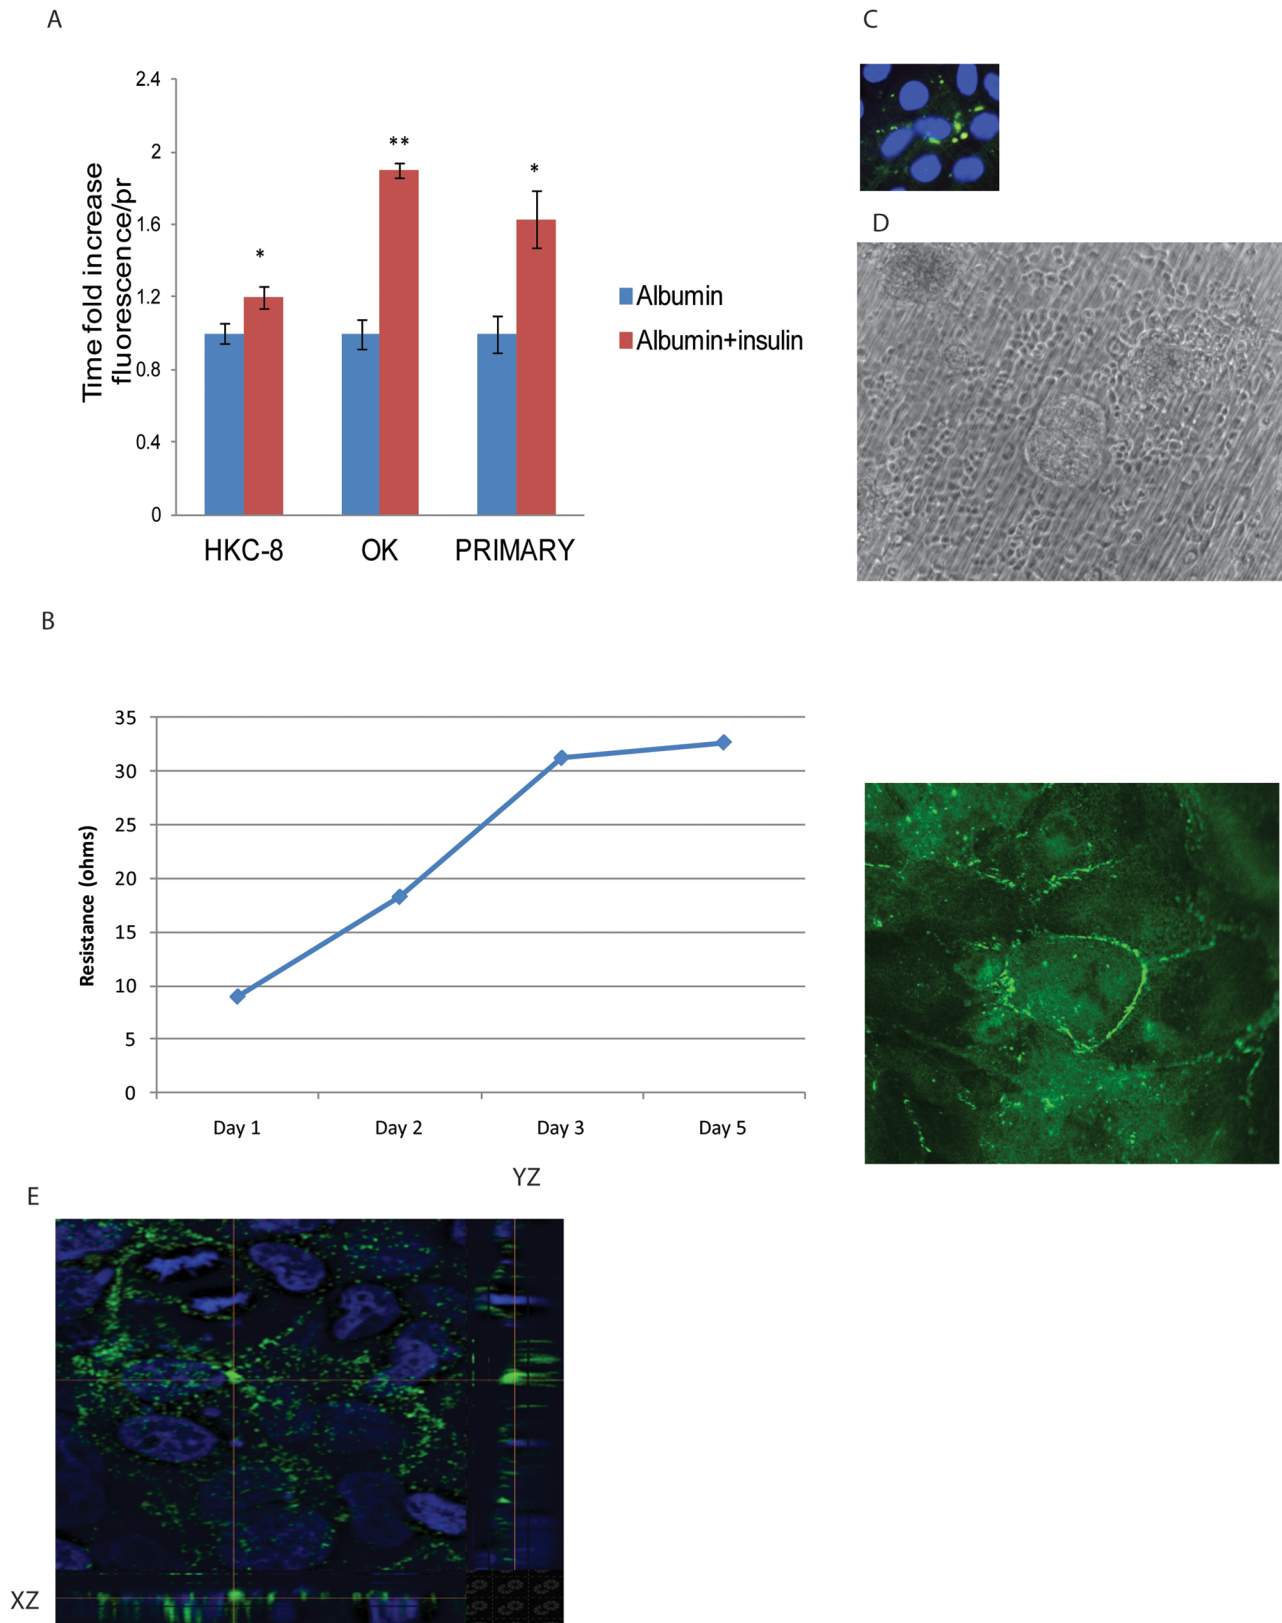 A
C
2.4
2
1.6
1.2
0.8
0.4
0
Time fold increase
fluorescence/pr
*
**
*
Albumin
Albumin+insulin
HKC-8 OK PRIMARY
D
B
35
30
25
20
15
10
5
0
Resistance (ohms)
Day 1 Day 2 Day 3 Day 5
YZ
E
XZ